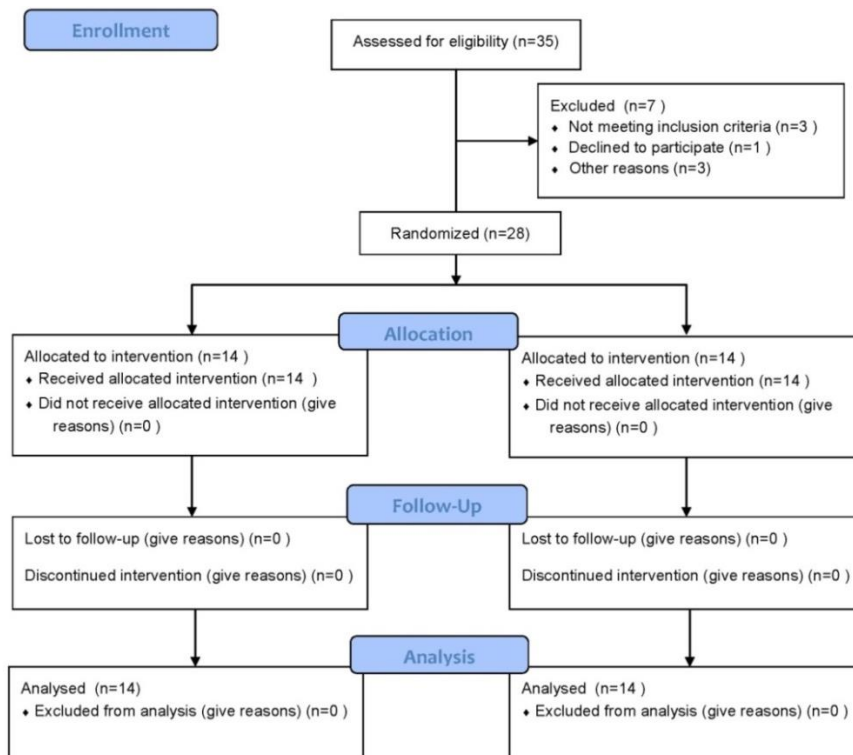 Enrollment
Assessed for eligibility (n=35)
Excluded (n=7 )
♦ Not meeting inclusion criteria (n=3 )
♦ Declined to participate (n=1 )
♦ Other reasons (n=3)
Randomized (n=28)
Allocation
Allocated to intervention (n=14 )
♦ Received allocated intervention (n=14 )
♦ Did not receive allocated intervention (give
reasons) (n=0 )
Allocated to intervention (n=14 )
♦ Received allocated intervention (n=14 )
♦ Did not receive allocated intervention (give
reasons) (n=0 )
Follow-Up
Lost to follow-up (give reasons) (n=0 )
Discontinued intervention (give reasons) (n=0 )
Lost to follow-up (give reasons) (n=0 )
Discontinued intervention (give reasons) (n=0 )
Analysis
Analysed (n=14)
♦ Excluded from analysis (give reasons) (n=0 )
Analysed (n=14 )
♦ Excluded from analysis (give reasons) (n=0 )